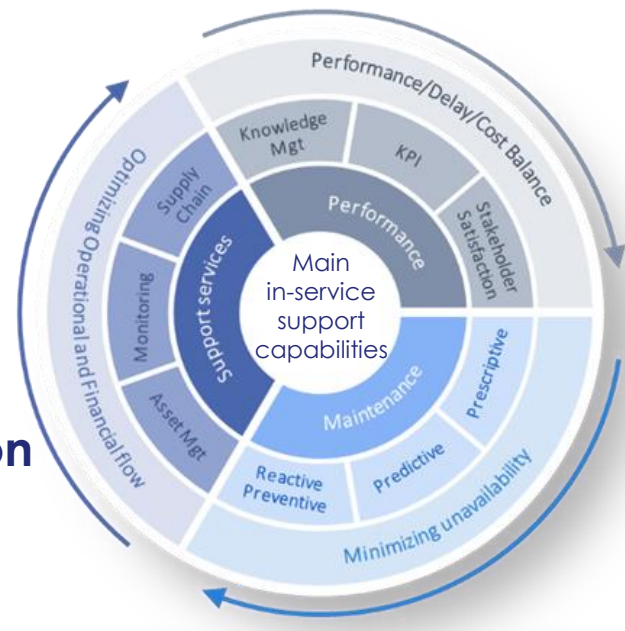 Performance/Delay/Cost Balance
Knowledge
Mgt
KPI
Stakeholder
Satisfaction
Performance
Main
in-service
support
capabilities
Maintenance
Prescriptive
Predictive
Reactive
Preventive
Minimizing unavailability
Support services
Supply
Chain
Monitoring
Asset Mgt
Optimizing Operational and Financial flow
on